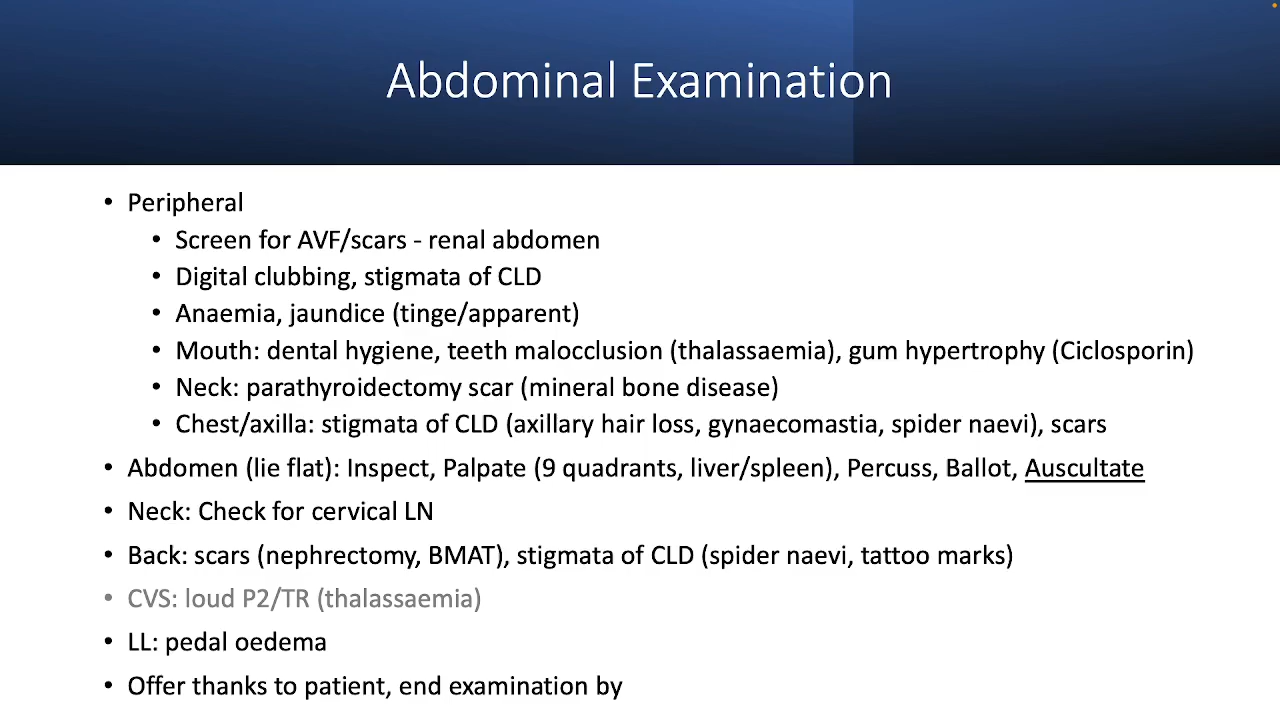 Abdominal Examination
• Peripheral
• Screen for AVF/scars - renal abdomen
• Digital clubbing, stigmata of CLD
• Anaemia, jaundice (tinge/apparent)
• Mouth: dental hygiene, teeth malocclusion (thalassaemia), gum hypertrophy (Ciclosporin)
• Neck: parathyroidectomy scar (mineral bone disease)
• Chest/axilla: stigmata of CLD (axillary hair loss, gynaecomastia, spider naevi), scars
• Abdomen (lie flat): Inspect, Palpate (9 quadrants, liver/spleen), Percuss, Ballot, Auscultate
• Neck: Check for cervical LN
• Back: scars (nephrectomy, BMAT), stigmata of CLD (spider naevi, tattoo marks)
• CVS: loud P2/TR (thalassaemia)
• LL: pedal oedema
• Offer thanks to patient, end examination by